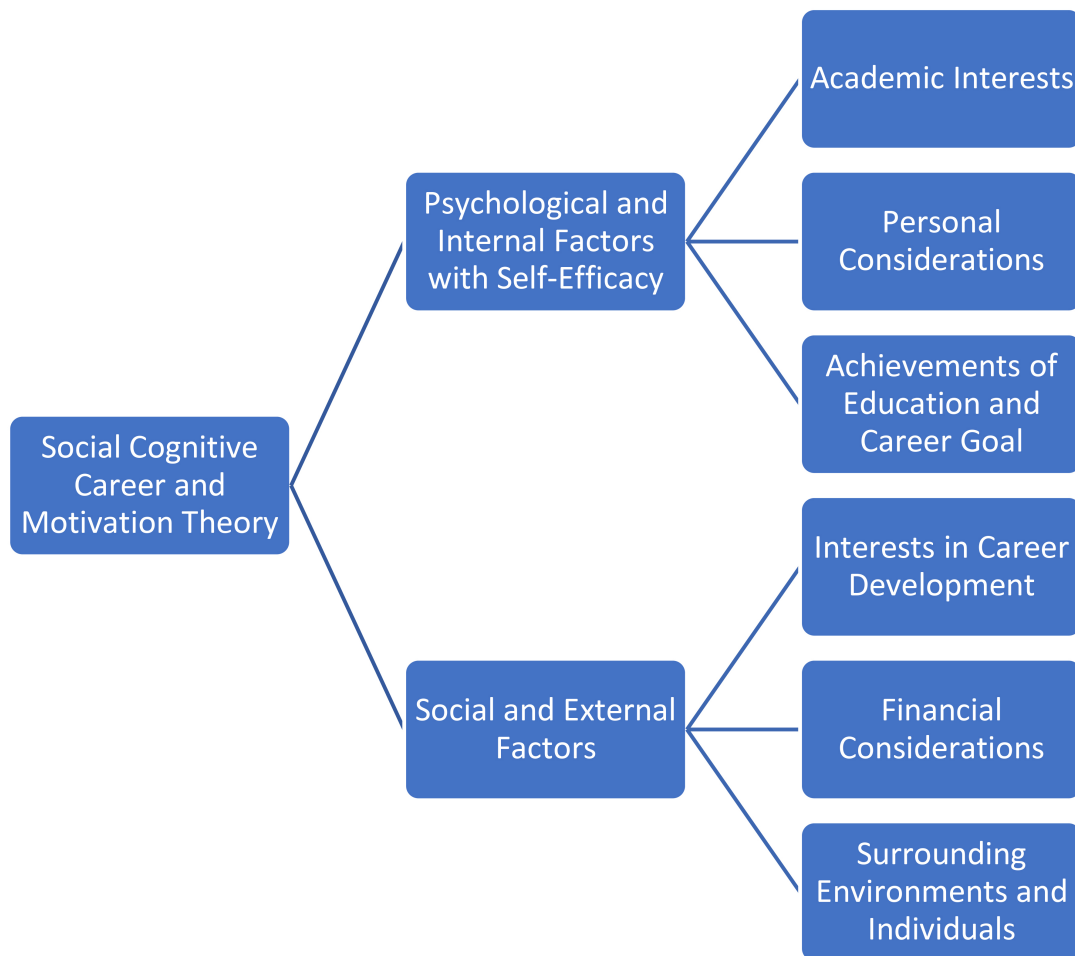 Social Cognitive
Career and
Motivation Theory
Psychological and
Internal Factors
with Self-Efficacy
Academic Interests
Personal
Considerations
Achievements of
Education and
Career Goal
Social and External
Factors
Interests in Career
Development
Financial
Considerations
Surrounding
Environments and
Individuals